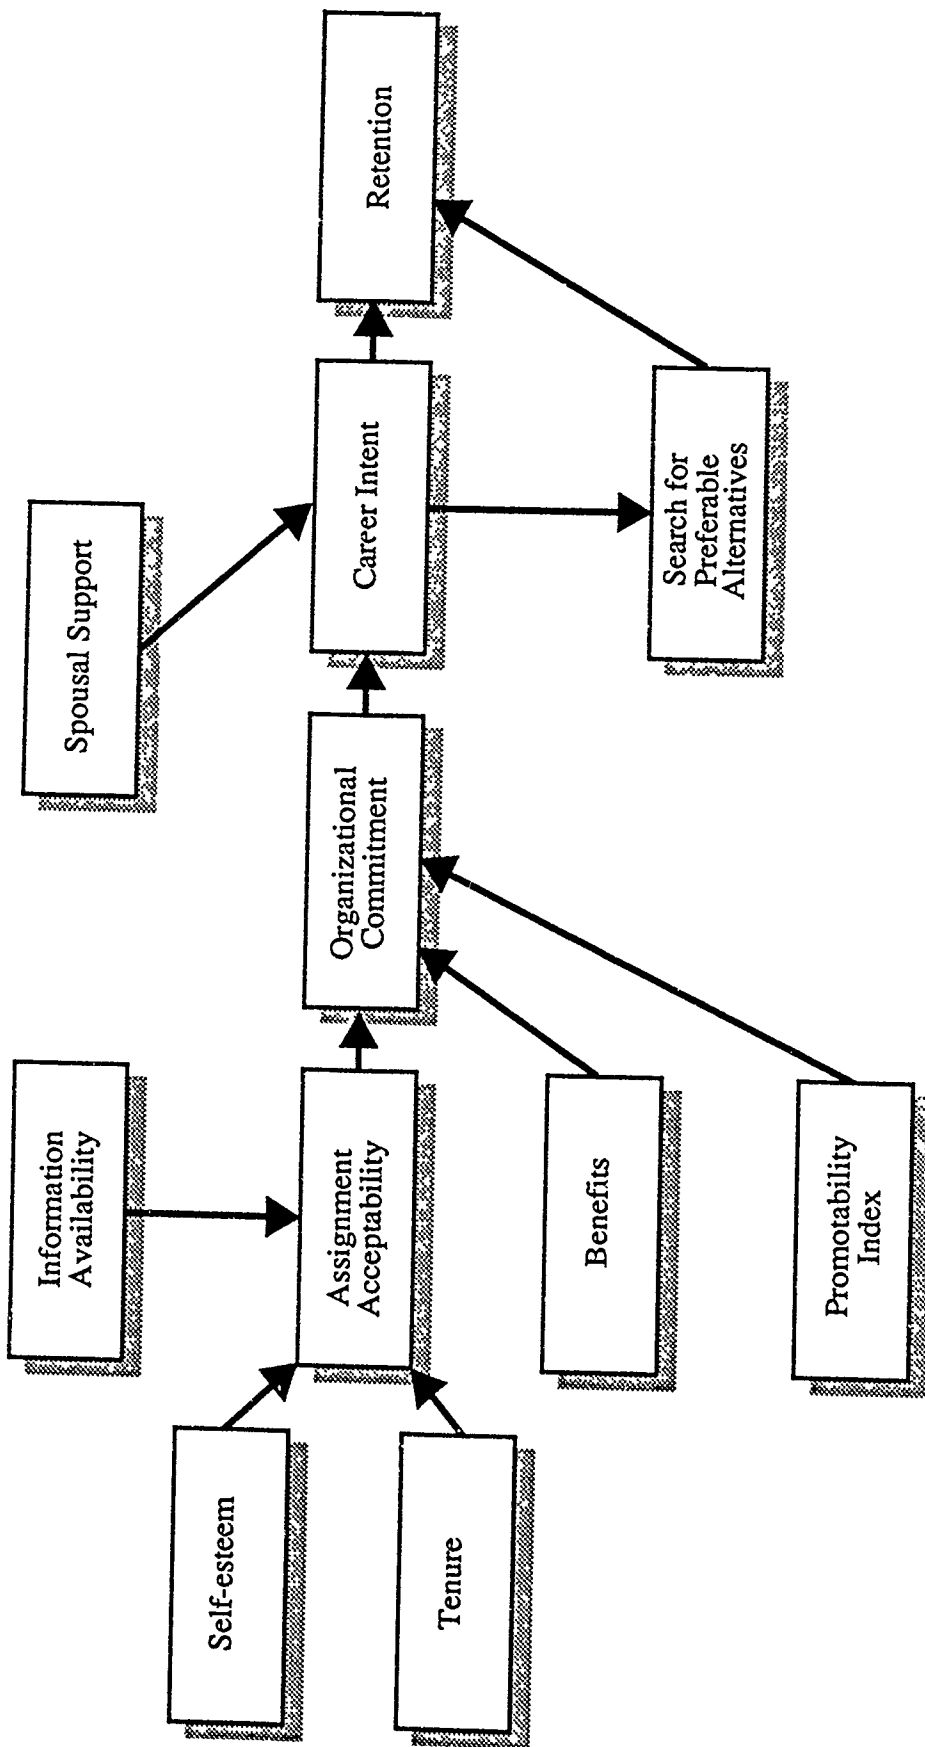 Self-esteem
Tenure
Information
Availability
Assignment
Acceptability
Benefits
Promotability
Index
Organizational
Commitment
Spousal Support
Career Intent
Search for
Preferable
Alternatives
Retention